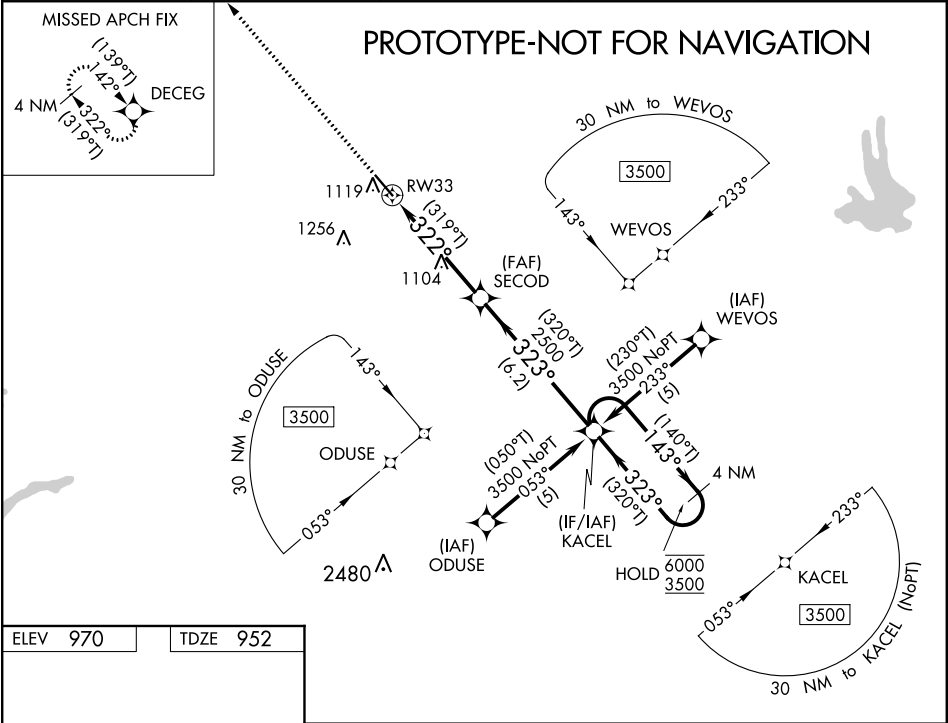 MISSED APCH FIX
(139°T)
142°
DECEG
4 NM
322°
(319°T)
PROTOTYPE-NOT FOR NAVIGATION
30 NM to WEVOS
3500
143°
233°
WEVOS
1119
RW33
(319°T)
322°
1256
1104
(FAF)
SECOD
(IAF)
WEVOS
(320°T)
2500
323°
(6.2)
(230°T)
3500 NoPT
233°
(5)
30 NM to ODUSE
143°
3500
ODUSE
053°
(050°T)
3500 NoPT
053°
(5)
(140°T)
143°
4 NM
323°
(320°T)
(IF/IAF)
KACEL
(IAF)
ODUSE
HOLD
6000
3500
2480
233°
KACEL
053°
3500
30 NM to KACEL (NoPT)
ELEV 970
TDZE 952